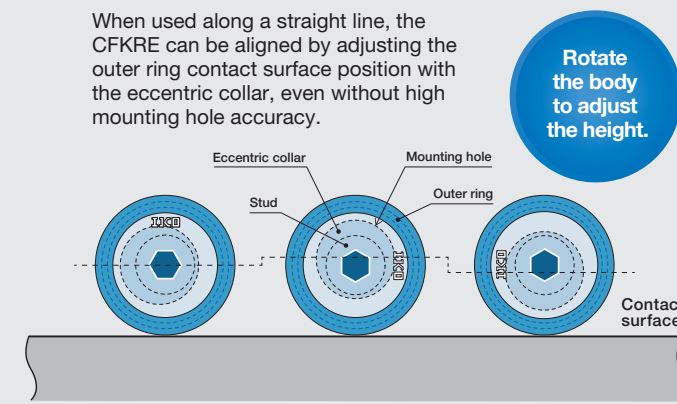 When used along a straight line, the
CFKRE can be aligned by adjusting the
outer ring contact surface position with
the eccentric collar, even without high
mounting hole accuracy.
Rotate
the body
to adjust
the height.
Eccentric collar
Mounting hole
Stud
Outer ring
IKO
IKO
IKO
Contac
surface